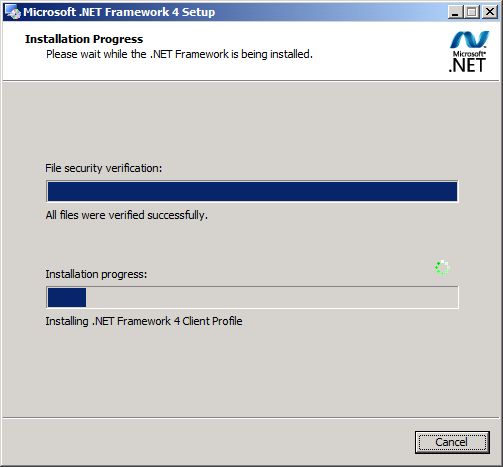 Microsoft .NET Framework 4 Setup
Installation Progress
Please wait while the .NET Framework is being installed.
Microsoft®
.NET
File security verification:
All files were verified successfully.
Installation progress:
Installing .NET Framework 4 Client Profile
Cancel